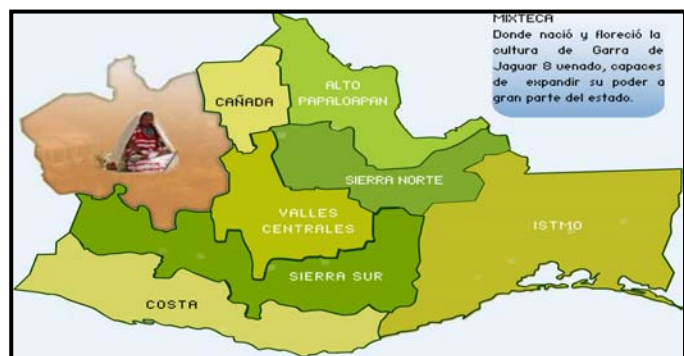 MIXTECA
Donde nació y floreció la
cultura de Garra de
Jaguar 8 venado, capaces
de expandir su poder a
gran parte del estado.
CAÑADA
ALTO
PAPALOAPAN
SIERRA NORTE
VALLES
CENTRALES
ISTMO
SIERRA SUR
COSTA